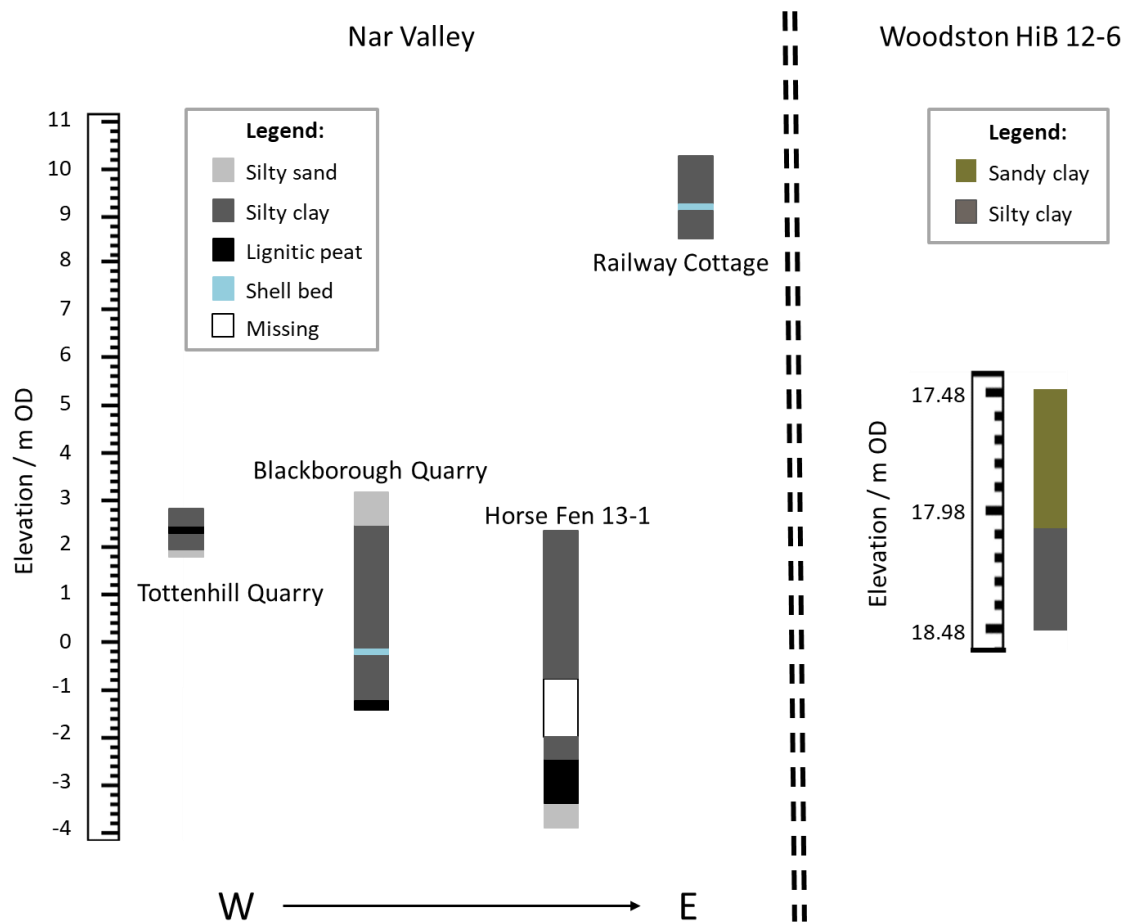 Nar Valley
Woodston HiB 12-6
Legend:
Silty sand
Silty clay
Lignitic peat
Shell bed
Missing
Legend:
Sandy clay
Silty clay
Elevation / m OD
11
10
9
8
7
6
5
4
3
2
1
0
-1
-2
-3
-4
Tottenhill Quarry
Blackborough Quarry
Horse Fen 13-1
Railway Cottage
Elevation / m OD
17.48
17.98
18.48
W
E